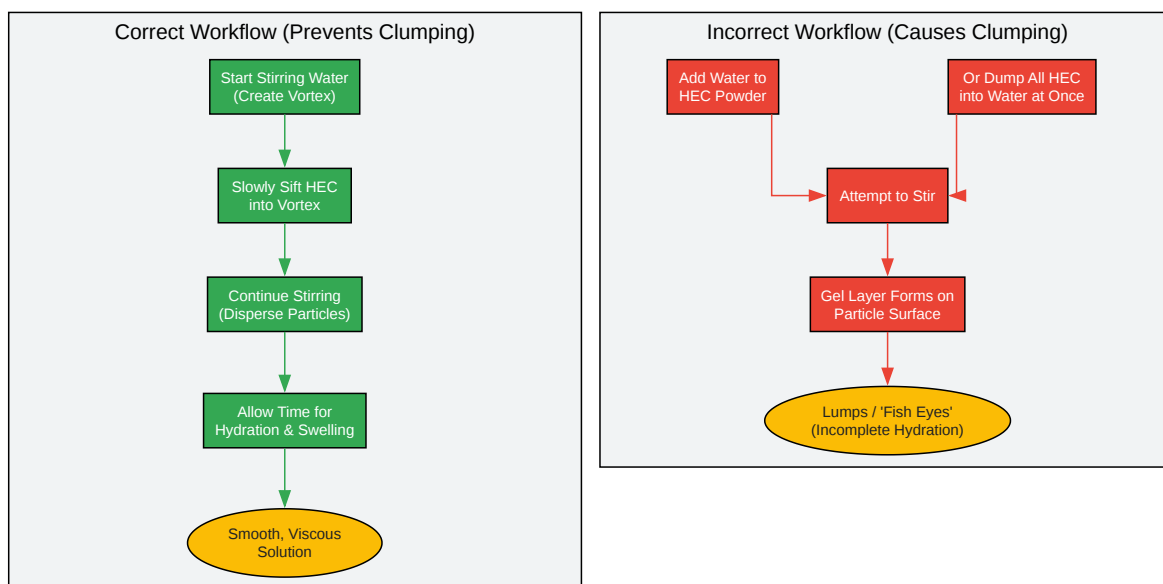 Correct Workflow (Prevents Clumping)
Start Stirring Water
(Create Vortex)
Slowly Sift HEC
into Vortex
Continue Stirring
(Disperse Particles)
Allow Time for
Hydration & Swelling
Smooth, Viscous
Solution
Incorrect Workflow (Causes Clumping)
Add Water to
HEC Powder
Or Dump All HEC
into Water at Once
Attempt to Stir
Gel Layer Forms on
Particle Surface
Lumps / 'Fish Eyes'
(Incomplete Hydration)